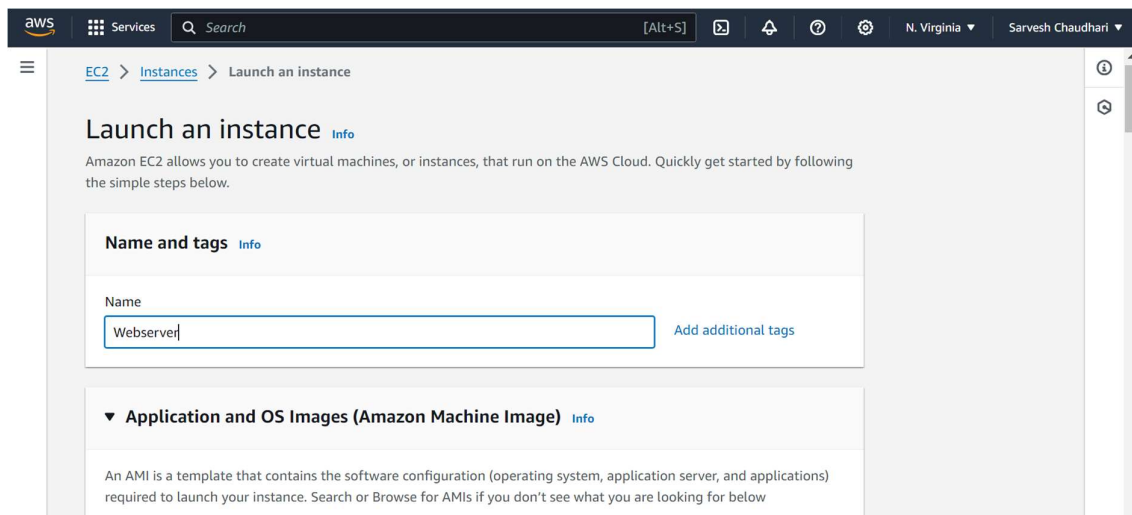 aws Services Search [Alt+S] N. Virginia ▼ Sarvesh Chaudhari ▼
EC2 > Instances > Launch an instance
Launch an instance Info
Amazon EC2 allows you to create virtual machines, or instances, that run on the AWS Cloud. Quickly get started by following
the simple steps below.
Name and tags Info
Name
Webserver
Add additional tags
▼ Application and OS Images (Amazon Machine Image) Info
An AMI is a template that contains the software configuration (operating system, application server, and applications)
required to launch your instance. Search or Browse for AMIs if you don't see what you are looking for below